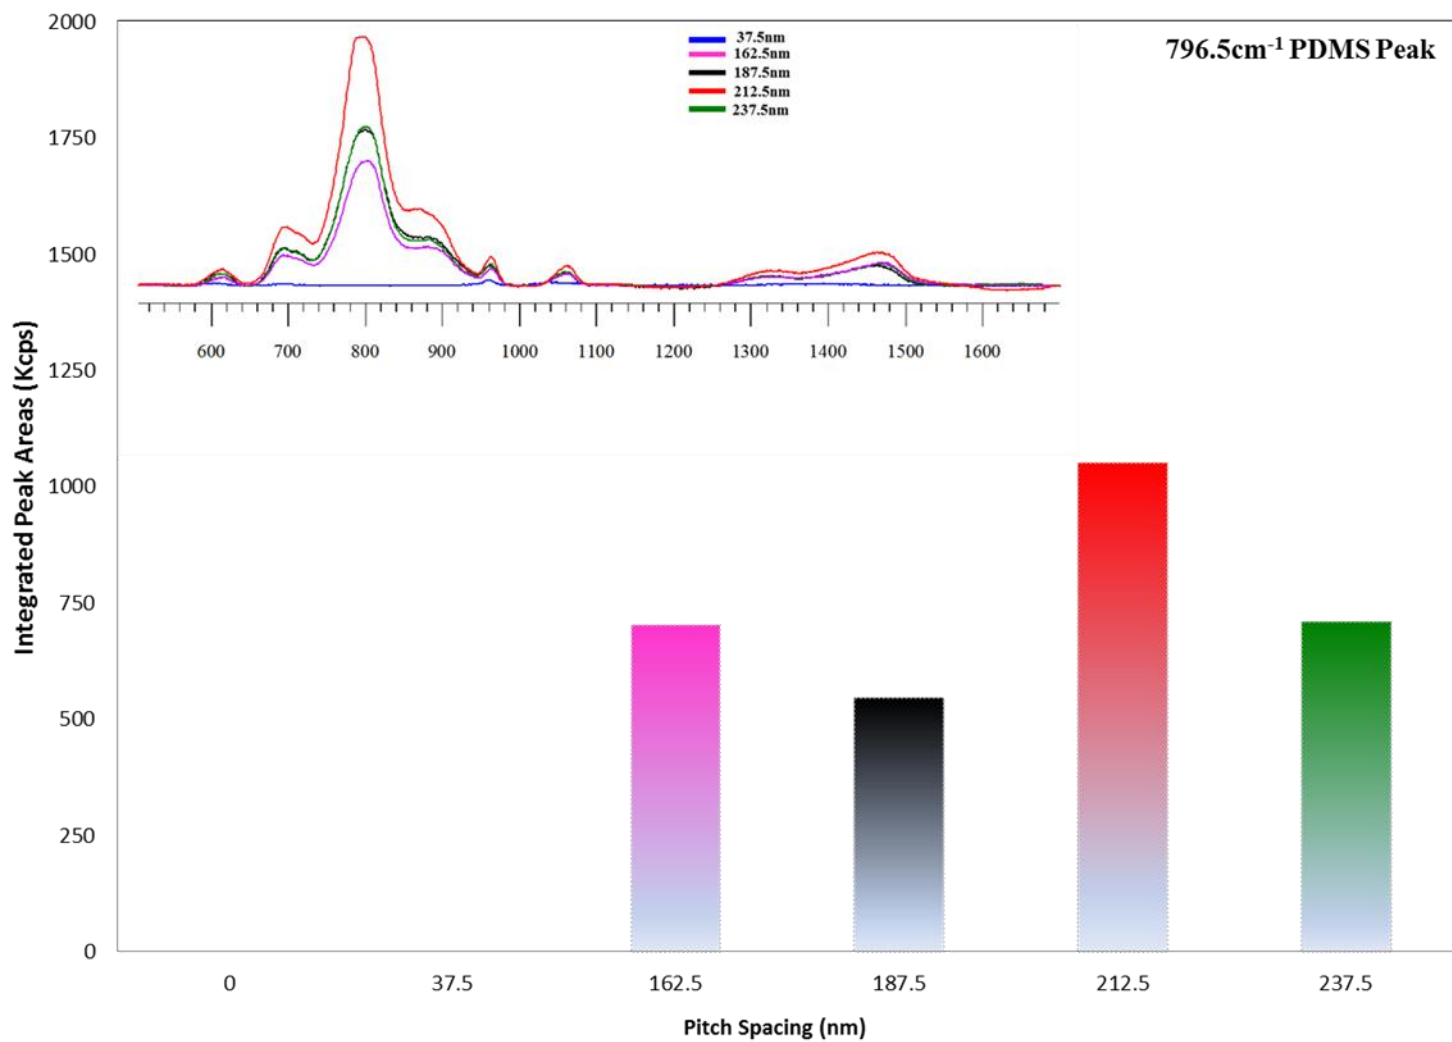 2000
37.5nm
162.5nm
187.5nm
212.5nm
237.5nm
796.5cm-1 PDMS Peak
1750
1500
600 700 800 900 1000 1100 1200 1300 1400 1500 1600
1250
Integrated Peak Areas (Kcps)
1000
750
500
250
0
0 37.5 162.5 187.5 212.5 237.5
Pitch Spacing (nm)